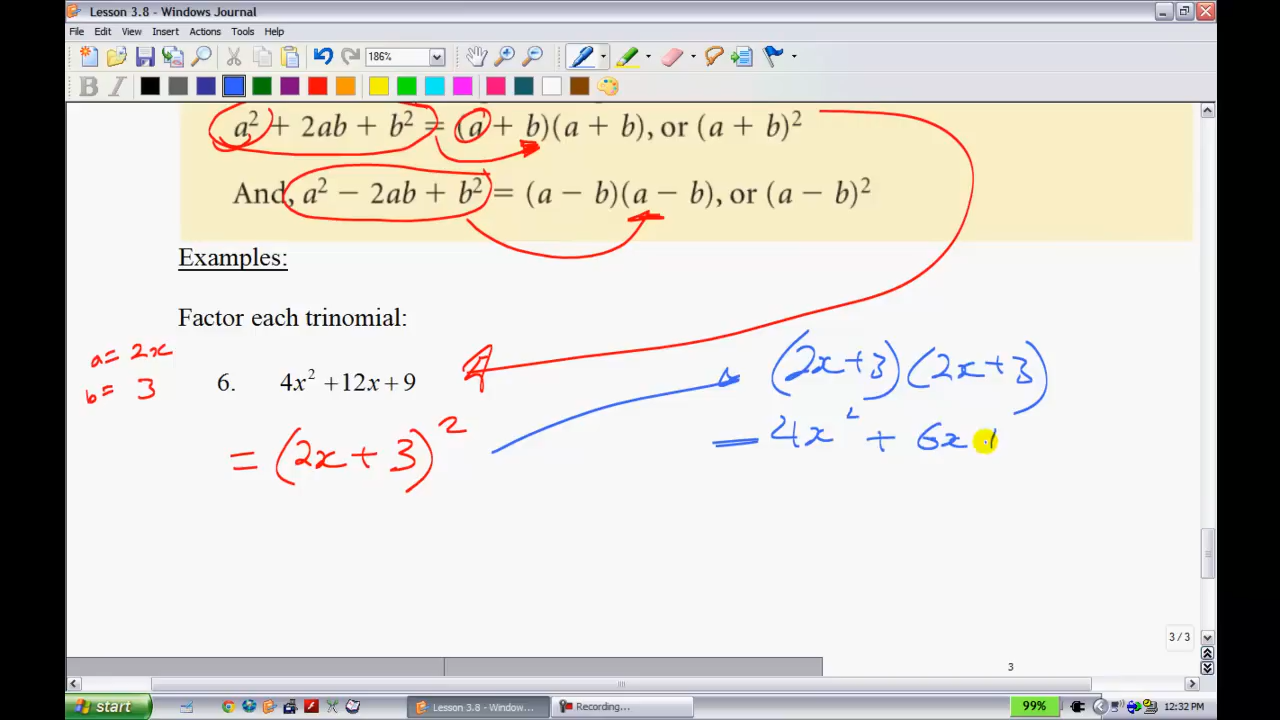 Lesson 3.8 - Windows Journal
File Edit View Insert Actions Tools Help
186%
B I
a² + 2ab + b² = (a + b)(a + b), or (a + b)²
And, a² − 2ab + b² = (a − b)(a − b), or (a − b)²
Examples:
Factor each trinomial:
a = 2x
b = 3
6. 4x² + 12x + 9
= (2x + 3)²
(2x+3)(2x+3)
= 4x² + 6x
3 / 3
3
start
Lesson 3.8 - Window...
Recording...
99%
12:32 PM